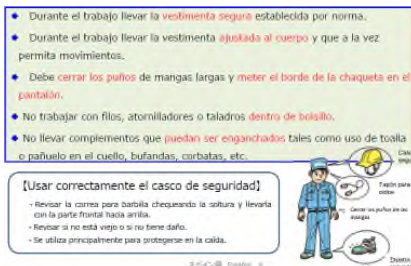 ◆ Durante el trabajo llevar la vestimenta segura establecida por norma.
◆ Durante el trabajo llevar la vestimenta ajustada al cuerpo y que a la vez
permita movimientos.
◆ Debe cerrar los puños de mangas largas y meter el borde de la chaqueta en el
pantalón.
◆ No trabajar con filos, atornilladores o taladros dentro de bolsillo.
◆ No llevar complementos que puedan ser enganchados tales como uso de toalla
o pañuelo en el cuello, bufandas, corbatas, etc.
【Usar correctamente el casco de seguridad】
- Revisar la correa para barbilla chequeando la soltura y llevarla
con la parte frontal hacia arriba.
- Revisar si no está viejo o si no tiene daño.
- Se utiliza principalmente para protegerse en la caída.
Tapón para
oídos
Cerrar los puños de las
mangas
Español